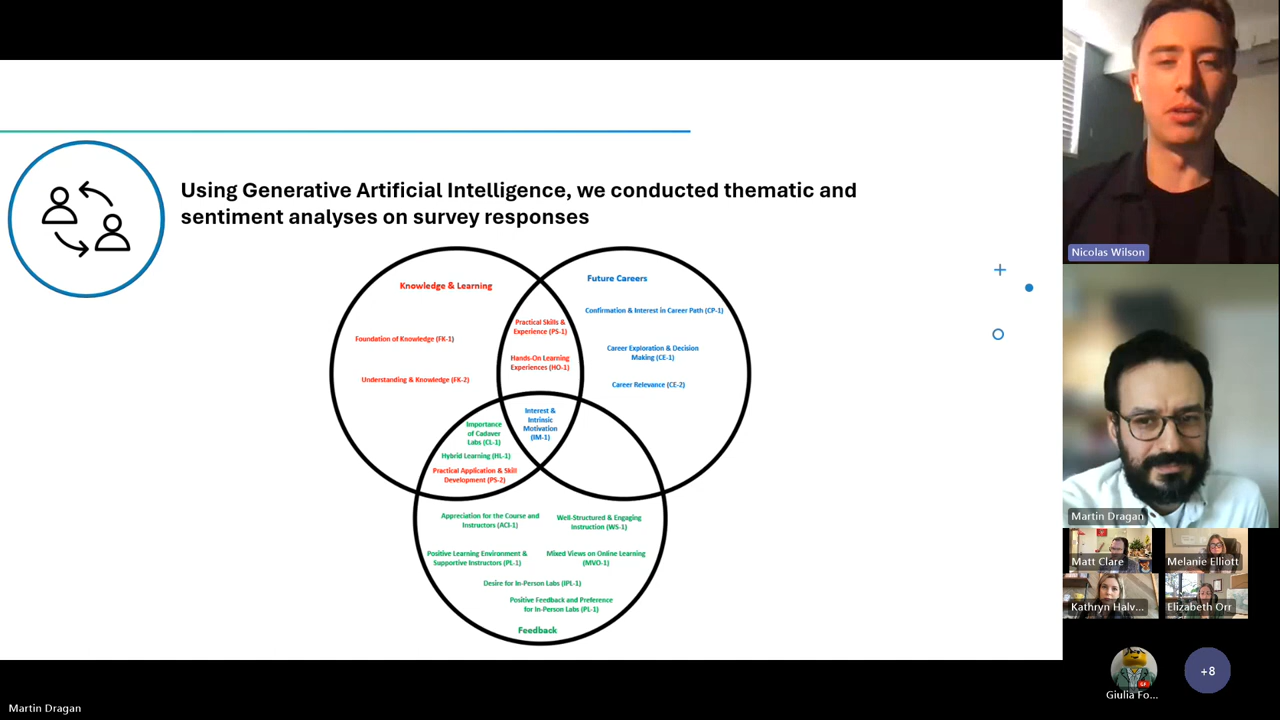 Using Generative Artificial Intelligence, we conducted thematic and
sentiment analyses on survey responses
Knowledge & Learning
Foundation of Knowledge (FK-1)
Understanding & Knowledge (FK-2)
Practical Skills &
Experience (PS-1)
Hands-On Learning
Experiences (HO-1)
Future Careers
Confirmation & Interest in Career Path (CP-1)
Career Exploration & Decision
Making (CE-1)
Career Relevance (CE-2)
Interest &
Intrinsic
Motivation
(IM-1)
Importance
of Cadaver
Labs (CL-1)
Hybrid Learning (HL-1)
Practical Application & Skill
Development (PS-2)
Appreciation for the Course and
Instructors (ACI-1)
Well-Structured & Engaging
Instruction (WS-1)
Positive Learning Environment &
Supportive Instructors (PL-1)
Mixed Views on Online Learning
(MVO-1)
Desire for In-Person Labs (IPL-1)
Positive Feedback and Preference
for In-Person Labs (PL-1)
Feedback
Nicolas Wilson
Martin Dragan
Matt Clare
Melanie Elliott
Kathryn Halv...
Elizabeth Orr
GF
Giulia Fo...
+8
Martin Dragan